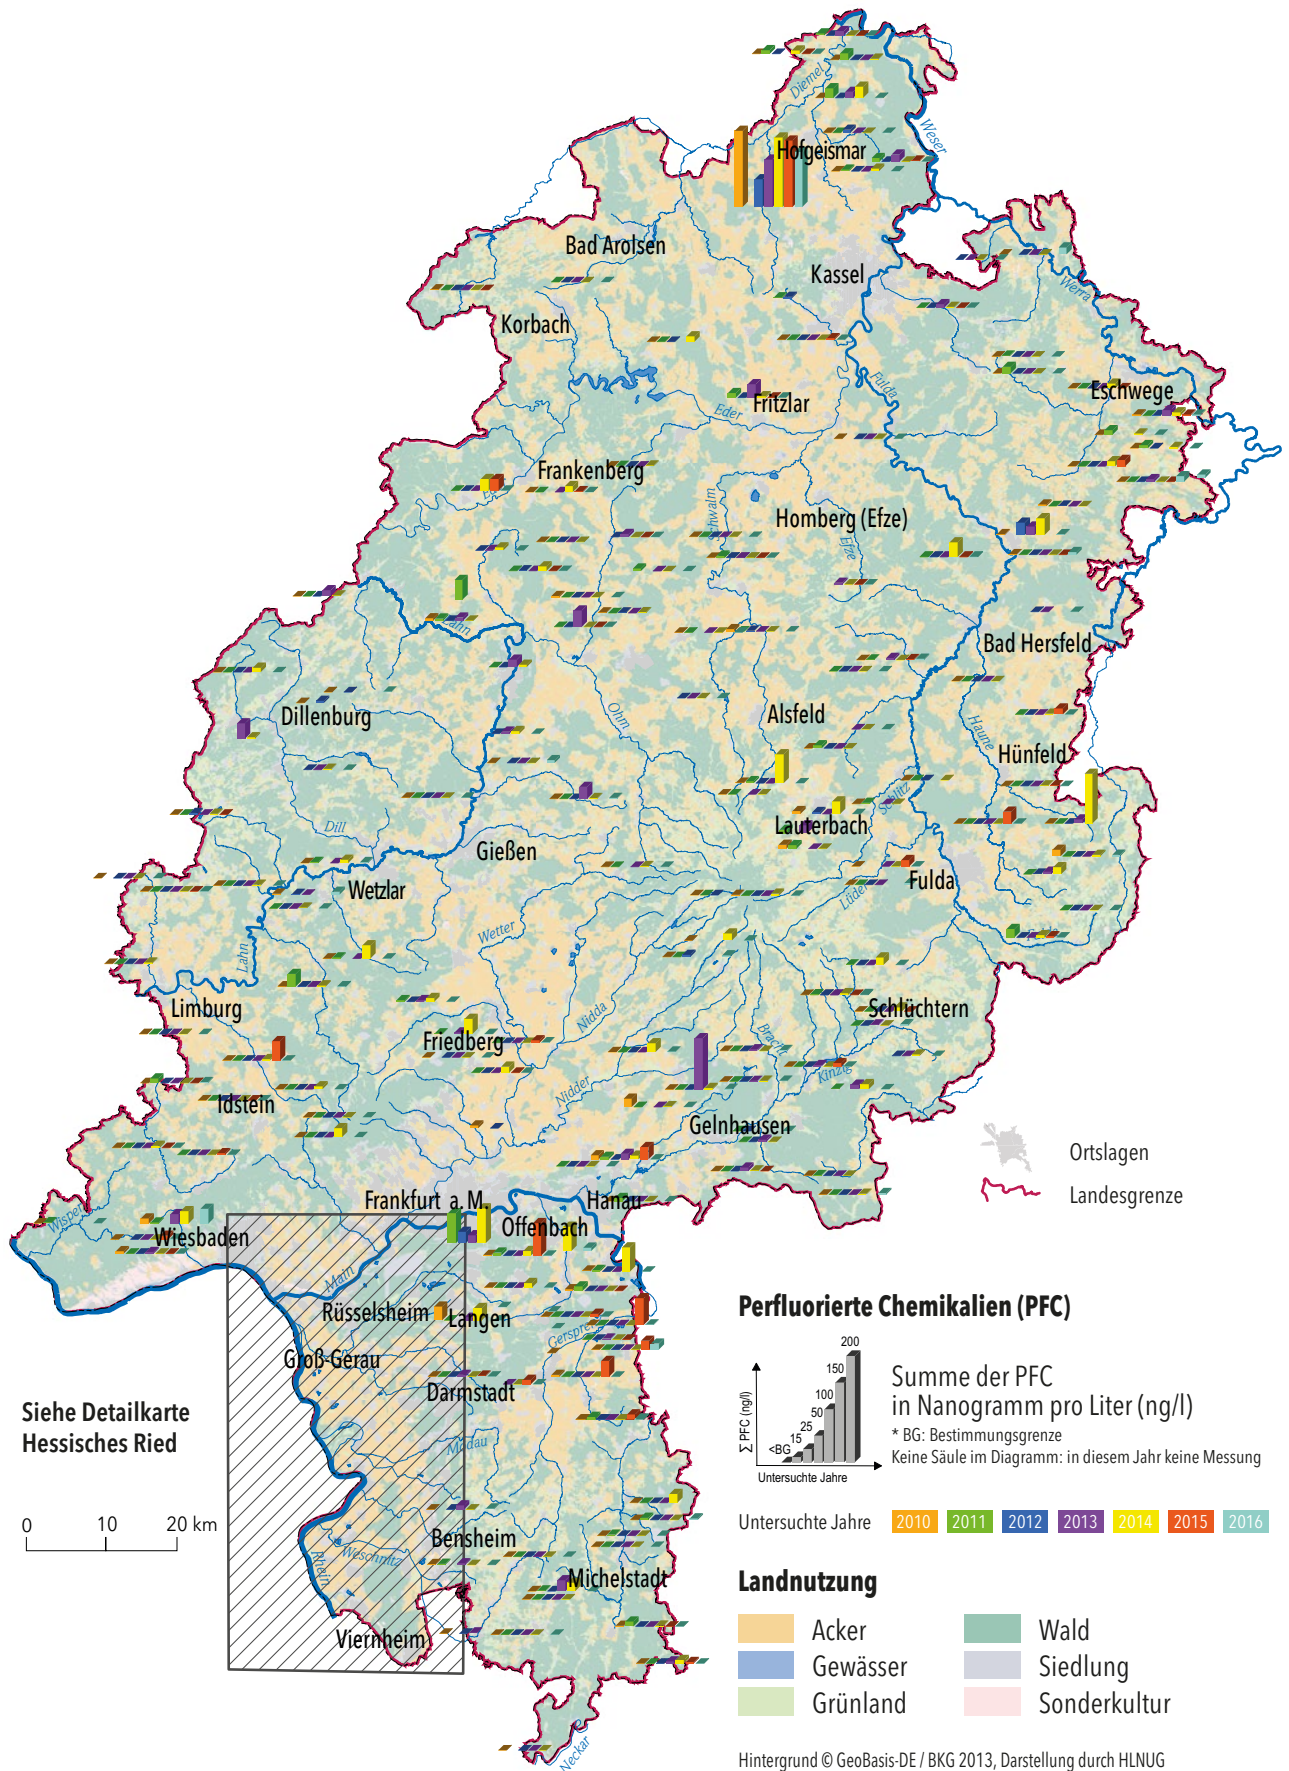 Diemel
Weser
Hofgeismar
Bad Arolsen
Kassel
Werra
Korbach
Fulda
Eschwege
Fritzlar
Eder
Frankenberg
Schwalm
Homberg (Efze)
Efze
Lahn
Bad Hersfeld
Dillenburg
Ohm
Alsfeld
Haune
Hünfeld
Schlitz
Lauterbach
Dill
Gießen
Wetzlar
Fulda
Lüder
Wetter
Lahn
Limburg
Schlüchtern
Nidda
Friedberg
Bracht
Kinzig
Nidder
Idstein
Gelnhausen
Ortslagen
Landesgrenze
Wisper
Wiesbaden
Frankfurt a. M.
Hanau
Offenbach
Main
Rüsselsheim
Langen
Gersprenz
Groß-Gerau
Darmstadt
Siehe Detailkarte
Hessisches Ried
Modau
0 10 20 km
Bensheim
Weschnitz
Rhein
Michelstadt
Viernheim
Neckar
Perfluorierte Chemikalien (PFC)
∑ PFC (ng/l)
<BG
15
25
50
100
150
200
Untersuchte Jahre
Summe der PFC
in Nanogramm pro Liter (ng/l)
* BG: Bestimmungsgrenze
Keine Säule im Diagramm: in diesem Jahr keine Messung
Untersuchte Jahre 2010 2011 2012 2013 2014 2015 2016
Landnutzung
Acker
Gewässer
Grünland
Wald
Siedlung
Sonderkultur
Hintergrund © GeoBasis-DE / BKG 2013, Darstellung durch HLNUG